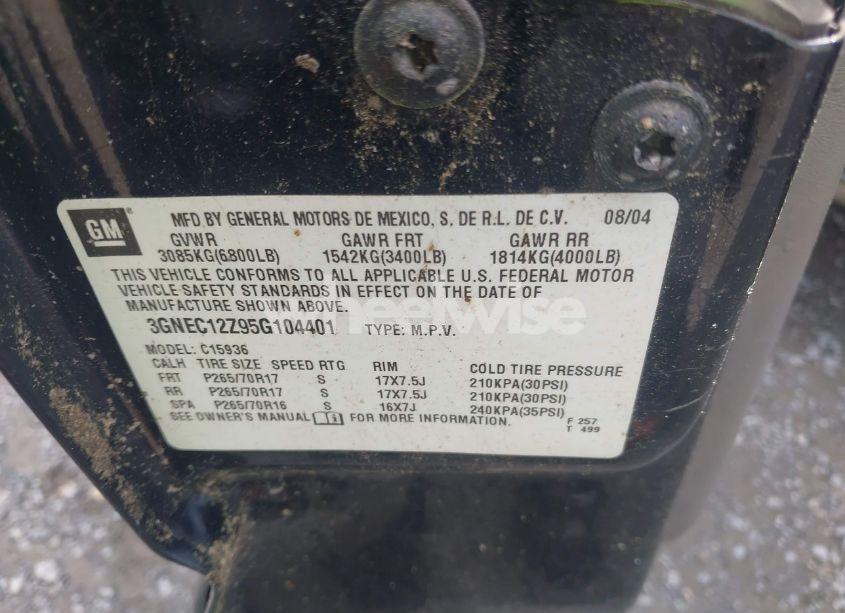 GM
MFD BY GENERAL MOTORS DE MEXICO, S. DE R.L. DE C.V. 08/04
GVWR GAWR FRT GAWR RR
3085KG(6800LB) 1542KG(3400LB) 1814KG(4000LB)
THIS VEHICLE CONFORMS TO ALL APPLICABLE U.S. FEDERAL MOTOR
VEHICLE SAFETY STANDARDS IN EFFECT ON THE DATE OF
MANUFACTURE SHOWN ABOVE.
3GNEC12Z95G104401 TYPE: M.P.V.
MODEL: C15936
CALH TIRE SIZE SPEED RTG RIM COLD TIRE PRESSURE
FRT P265/70R17 S 17X7.5J 210KPA(30PSI)
RR P265/70R17 S 17X7.5J 210KPA(30PSI)
SPA P265/70R16 S 16X7J 240KPA(35PSI)
SEE OWNER'S MANUAL FOR MORE INFORMATION.
F 257
T 499